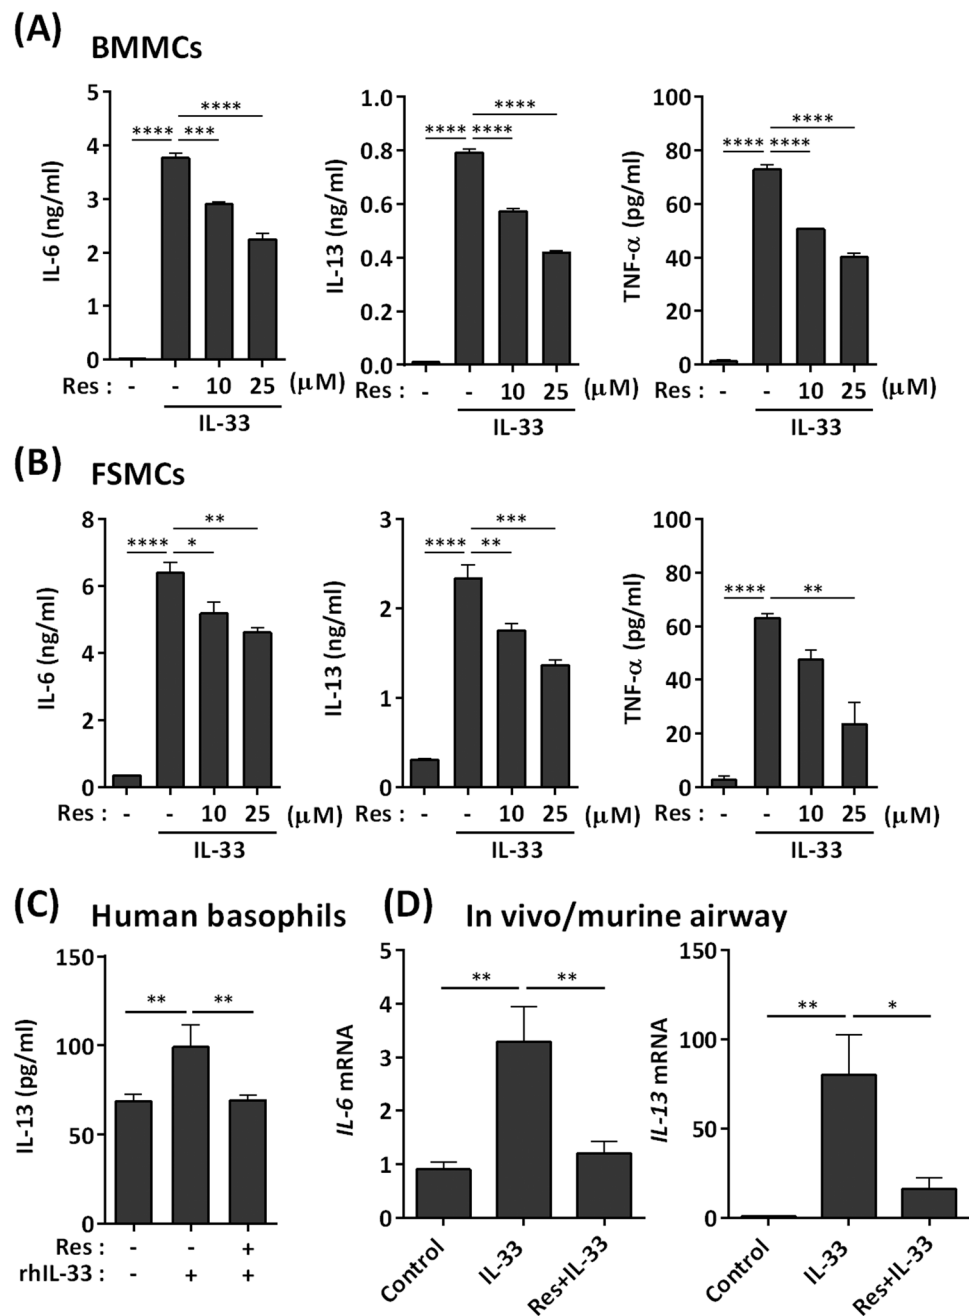 (A) BMMCs
**** *** ****
IL-6 (ng/ml)
5
4
3
2
1
0
Res : - - 10 25 (µM)
IL-33
**** **** ****
IL-13 (ng/ml)
1.0
0.8
0.6
0.4
0.2
0.0
- - 10 25 (µM)
IL-33
**** **** ****
TNF-α (pg/ml)
100
80
60
40
20
0
- - 10 25
IL-33
(B) FSMCs
**** * **
IL-6 (ng/ml)
8
6
4
2
0
Res : - - 10 25 (µM)
IL-33
**** ** ***
IL-13 (ng/ml)
3
2
1
0
Res : - - 10 25 (µM)
IL-33
**** **
TNF-α (pg/ml)
100
80
60
40
20
0
- - 10 25
IL-33
(C) Human basophils
** **
IL-13 (pg/ml)
150
100
50
0
Res : - - +
rhIL-33 : - + +
(D) In vivo/murine airway
** **
IL-6 mRNA
5
4
3
2
1
0
Control IL-33 Res+IL-33
** *
IL-13 mRNA
150
100
50
0
Control IL-33 Res+IL-33